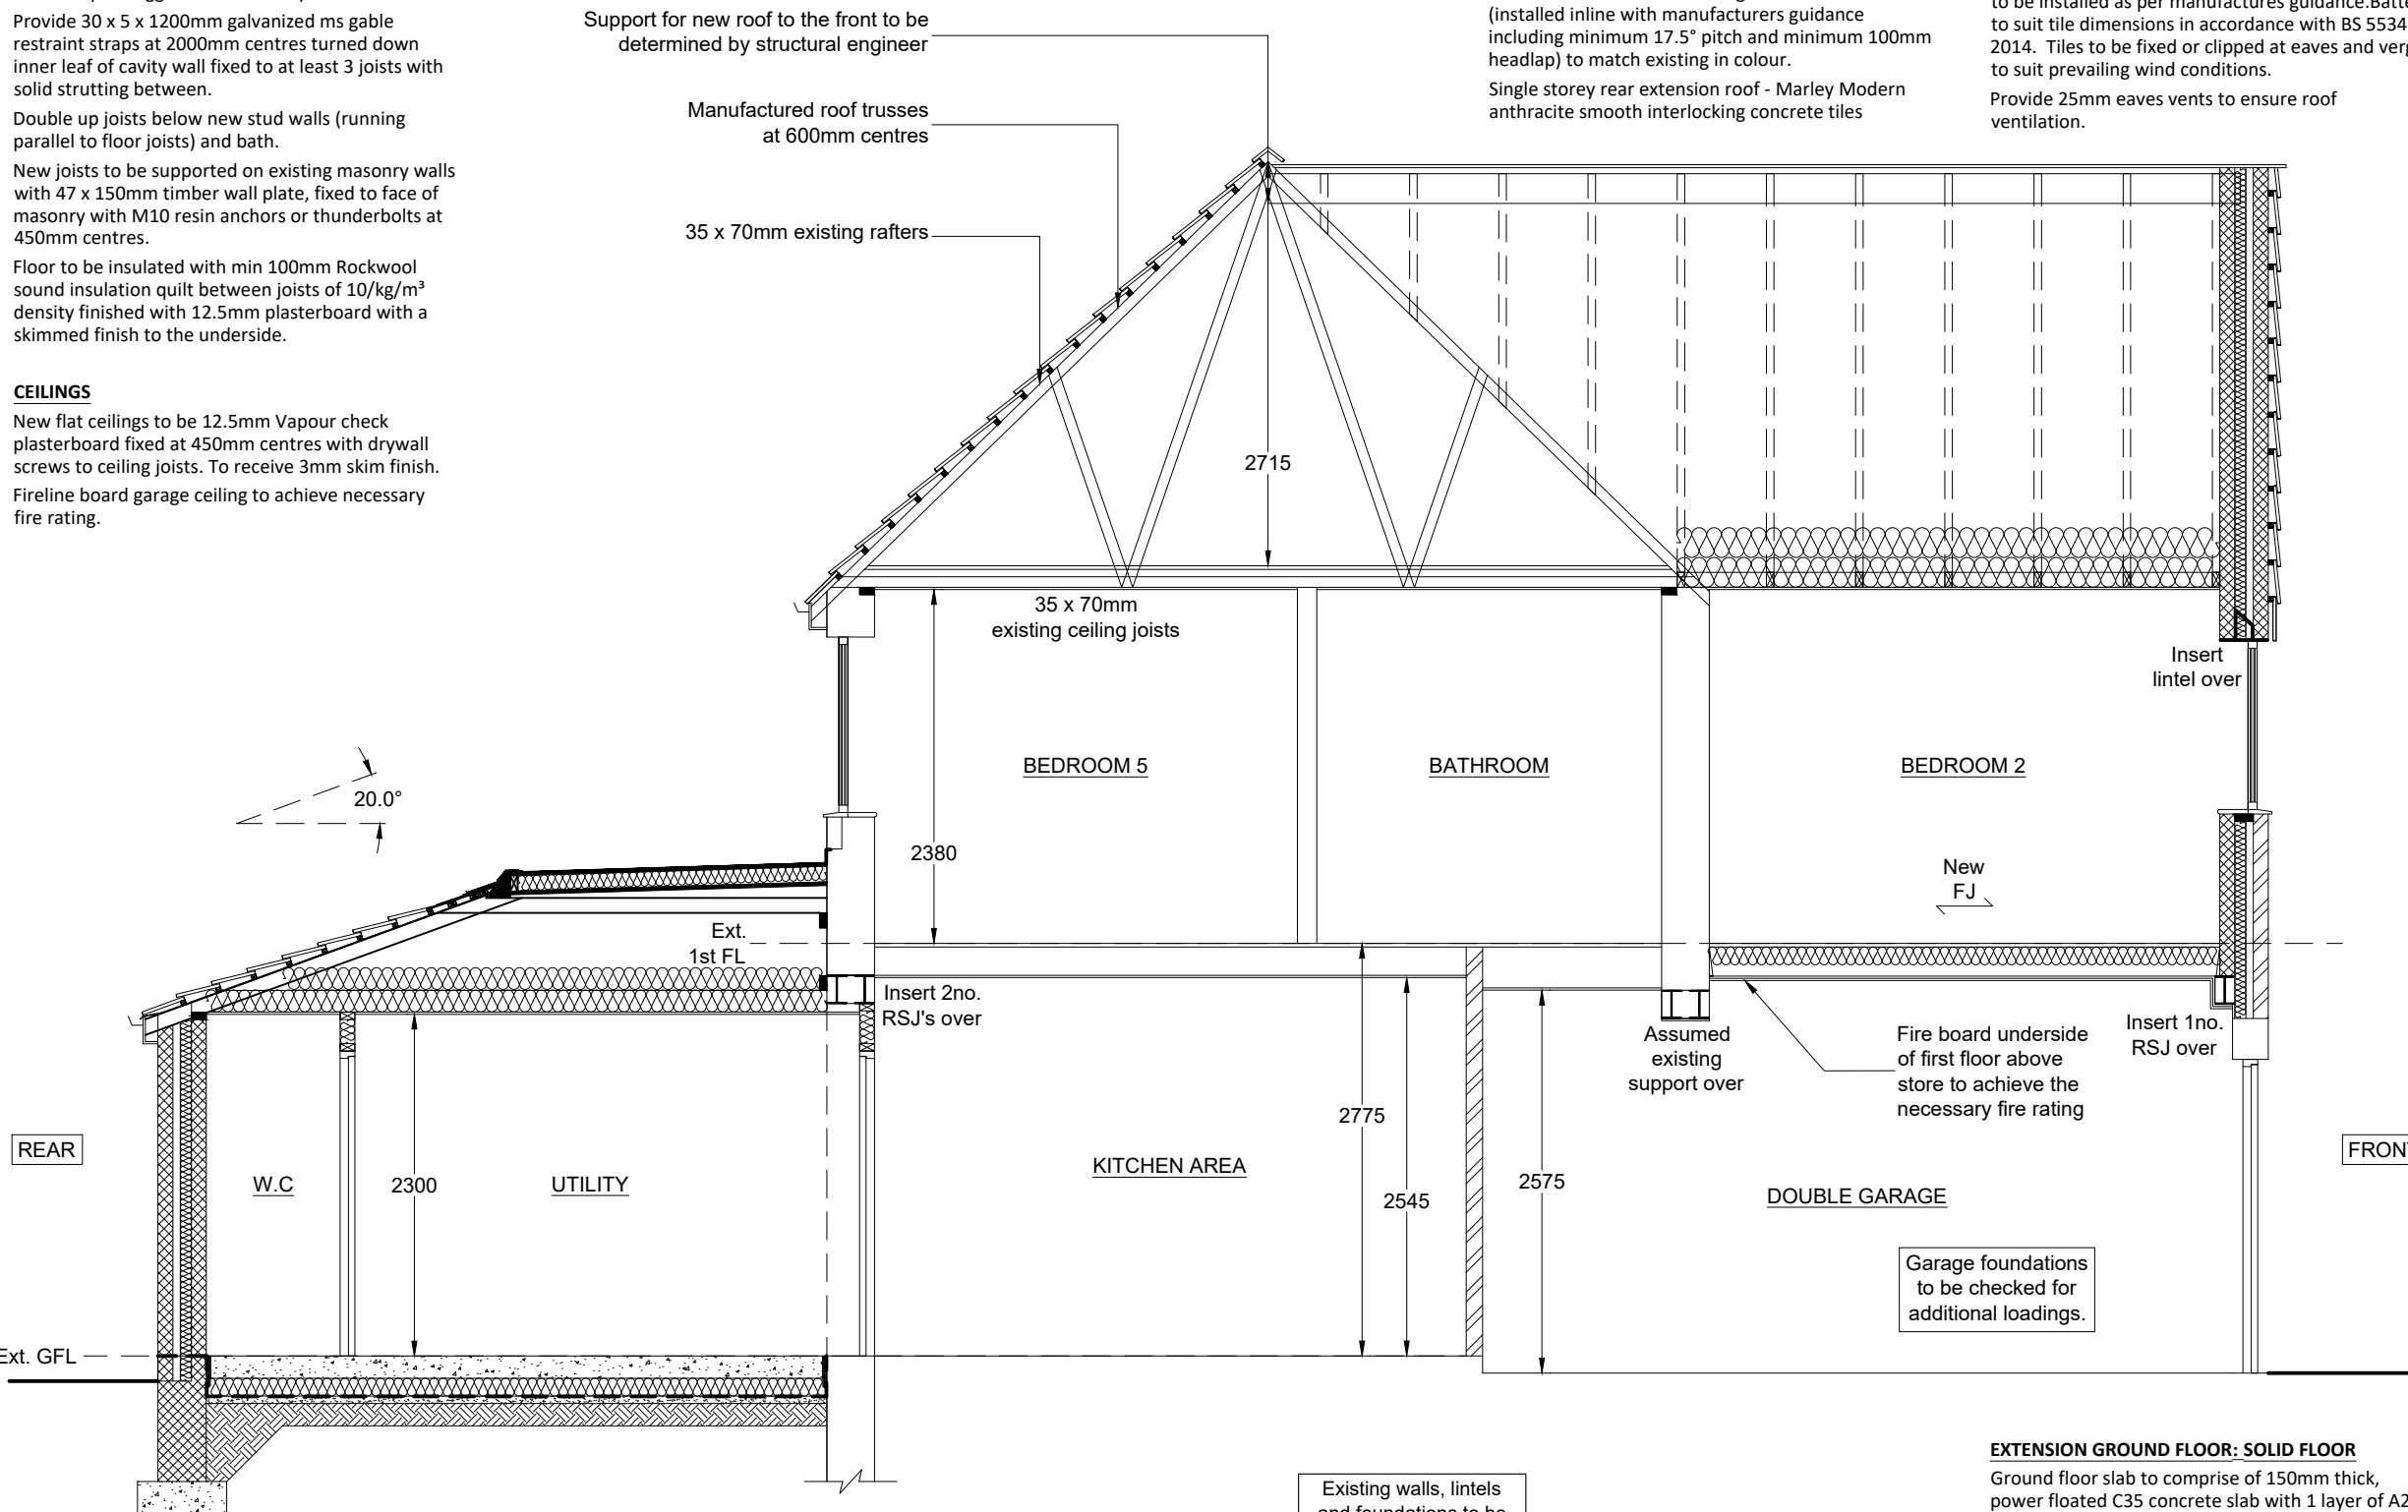 Provide 30 x 5 x 1200mm galvanized ms gable
restraint straps at 2000mm centres turned down
inner leaf of cavity wall fixed to at least 3 joists with
solid strutting between.
Double up joists below new stud walls (running
parallel to floor joists) and bath.
New joists to be supported on existing masonry walls
with 47 x 150mm timber wall plate, fixed to face of
masonry with M10 resin anchors or thunderbolts at
450mm centres.
Floor to be insulated with min 100mm Rockwool
sound insulation quilt between joists of 10/kg/m³
density finished with 12.5mm plasterboard with a
skimmed finish to the underside.
CEILINGS
New flat ceilings to be 12.5mm Vapour check
plasterboard fixed at 450mm centres with drywall
screws to ceiling joists. To receive 3mm skim finish.
Fireline board garage ceiling to achieve necessary
fire rating.
Support for new roof to the front to be
determined by structural engineer
Manufactured roof trusses
at 600mm centres
35 x 70mm existing rafters
(installed inline with manufacturers guidance
including minimum 17.5° pitch and minimum 100mm
headlap) to match existing in colour.
Single storey rear extension roof - Marley Modern
anthracite smooth interlocking concrete tiles
to be installed as per manufactures guidance.Batte
to suit tile dimensions in accordance with BS 5534
2014. Tiles to be fixed or clipped at eaves and verg
to suit prevailing wind conditions.
Provide 25mm eaves vents to ensure roof
ventilation.
2715
35 x 70mm
existing ceiling joists
Insert
lintel over
BEDROOM 5
BATHROOM
BEDROOM 2
20.0°
2380
New
FJ
Ext.
1st FL
Insert 2no.
RSJ's over
Assumed
existing
support over
Fire board underside
of first floor above
store to achieve the
necessary fire rating
Insert 1no.
RSJ over
REAR
FRONT
W.C
2300
UTILITY
KITCHEN AREA
2775
2545
2575
DOUBLE GARAGE
Garage foundations
to be checked for
additional loadings.
Ext. GFL
Existing walls, lintels
and foundations to be
EXTENSION GROUND FLOOR: SOLID FLOOR
Ground floor slab to comprise of 150mm thick,
power floated C35 concrete slab with 1 layer of A2